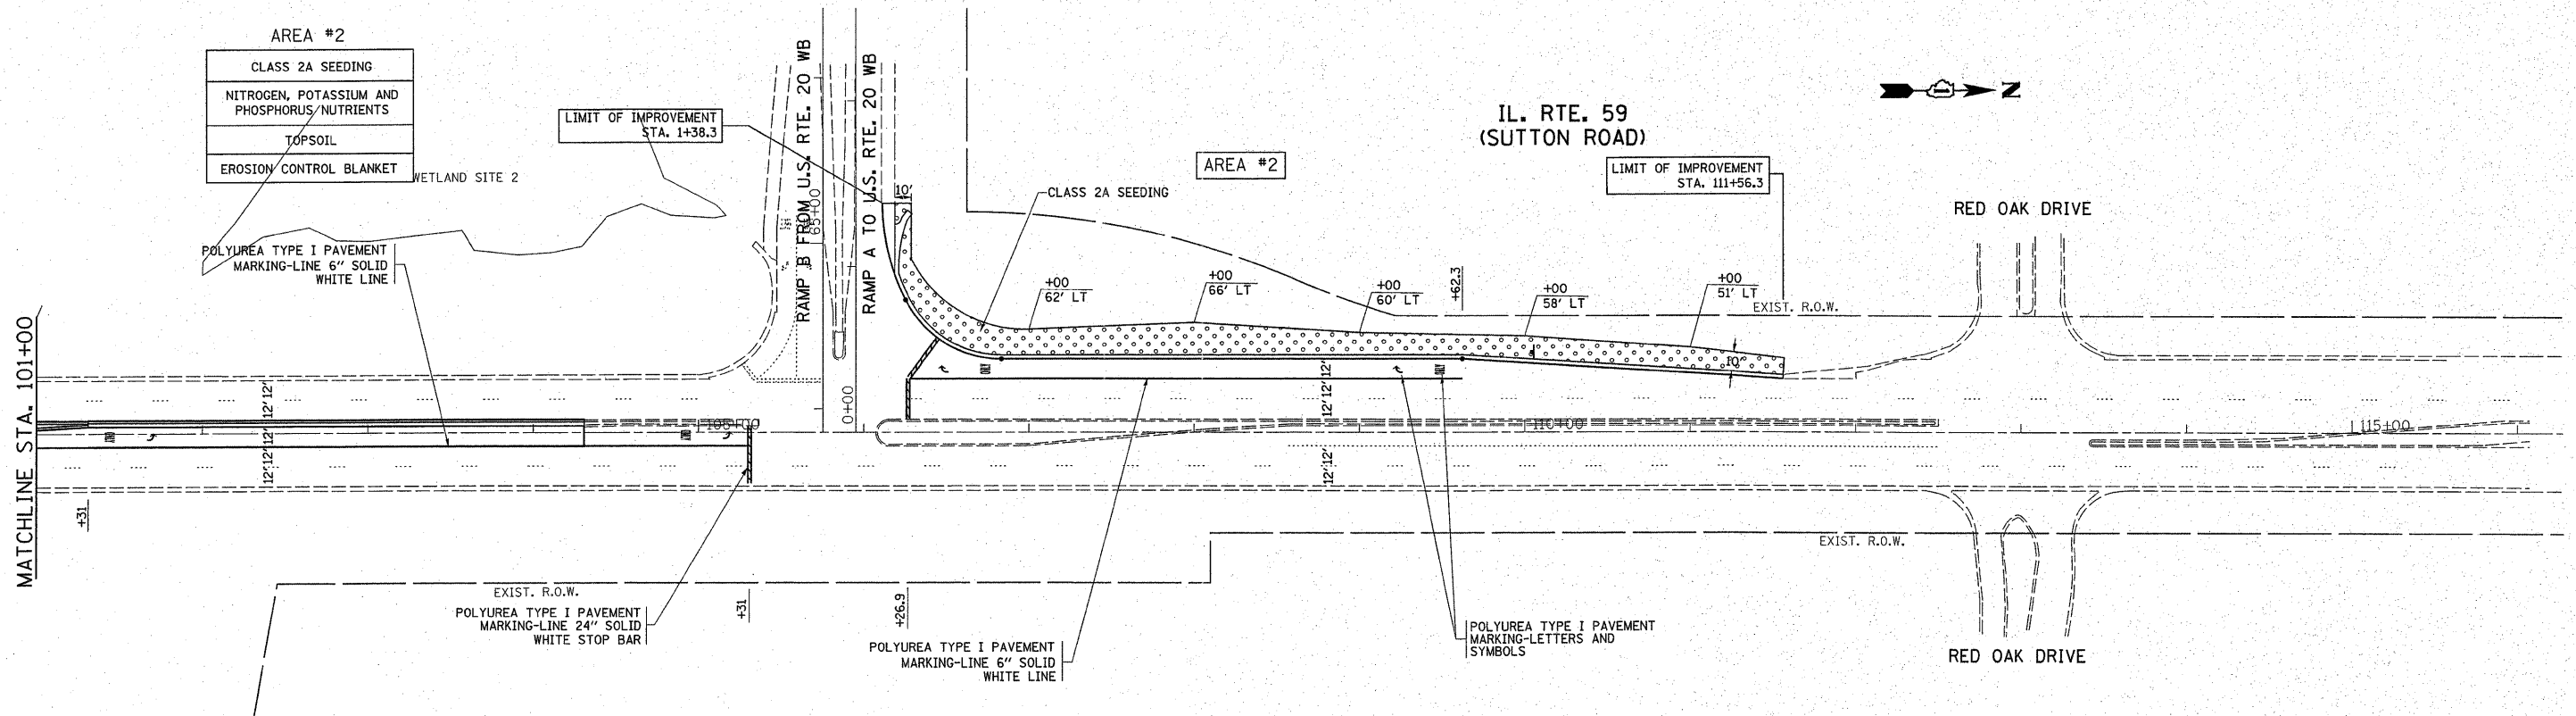 AREA #2
CLASS 2A SEEDING
NITROGEN, POTASSIUM AND
PHOSPHORUS/NUTRIENTS
TOPSOIL
EROSION CONTROL BLANKET
WETLAND SITE 2
LIMIT OF IMPROVEMENT
STA. 1+38.3
RAMP B FROM U.S. RTE. 20 WB
RAMP A TO U.S. RTE. 20 WB
10'
CLASS 2A SEEDING
AREA #2
IL. RTE. 59
(SUTTON ROAD)
LIMIT OF IMPROVEMENT
STA. 111+56.3
N
RED OAK DRIVE
POLYUREA TYPE I PAVEMENT
MARKING-LINE 6" SOLID
WHITE LINE
+00
62' LT
+00
66' LT
+00
60' LT
+62.3
+00
58' LT
+00
51' LT
EXIST. R.O.W.
10'
MATCHLINE STA. 101+00
12' 12'
12' 12' 12'
ONLY
ONLY
ONLY
ONLY
0+00
105+00
12' 12' 12'
12' 12'
110+00
115+00
+31
EXIST. R.O.W.
POLYUREA TYPE I PAVEMENT
MARKING-LINE 24" SOLID
WHITE STOP BAR
+31
+26.9
POLYUREA TYPE I PAVEMENT
MARKING-LINE 6" SOLID
WHITE LINE
POLYUREA TYPE I PAVEMENT
MARKING-LETTERS AND
SYMBOLS
EXIST. R.O.W.
RED OAK DRIVE